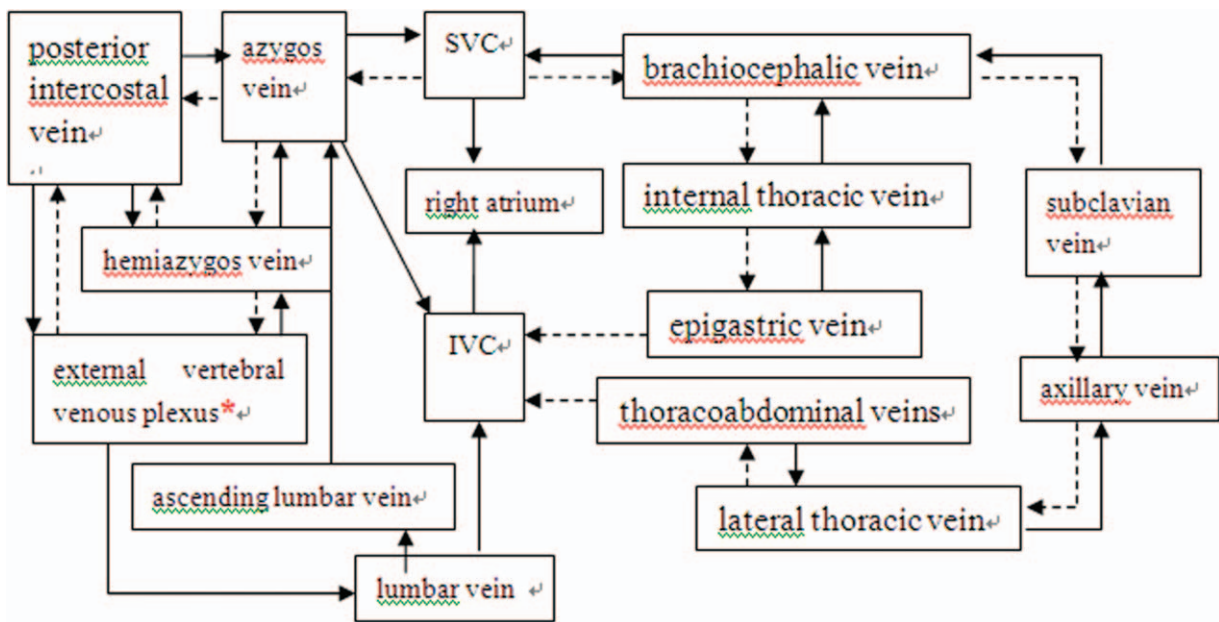 posterior
intercostal
vein↵
azygos
vein↵
SVC↵
brachiocephalic vein↵
right atrium↵
internal thoracic vein↵
subclavian
vein↵
hemiazygos vein↵
IVC↵
epigastric vein↵
external vertebral
venous plexus*↵
thoracoabdominal veins↵
axillary vein↵
ascending lumbar vein↵
lateral thoracic vein↵
lumbar vein ↵